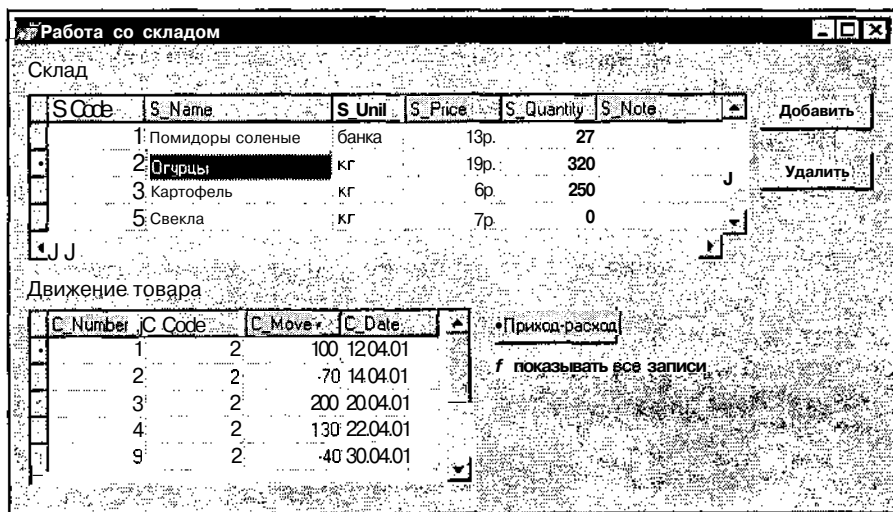 Работа со складом
Склад
S Code S_Name S_Unil S_Price S_Quantity S_Note
Добавить
1 Помидоры соленые банка 13р. 27
2 Огурцы кг 19р. 320
Удалить
3 Картофель кг 6р. 250
5 Свекла кг 7р 0
Движение товара
C_Number C Code C_Move C_Date
Приход-расход
1 2 100 12.04.01
показывать все записи
2 2 -70 14.04.01
3 2 200 20.04.01
4 2 130 22.04.01
9 2 -40 30.04.01